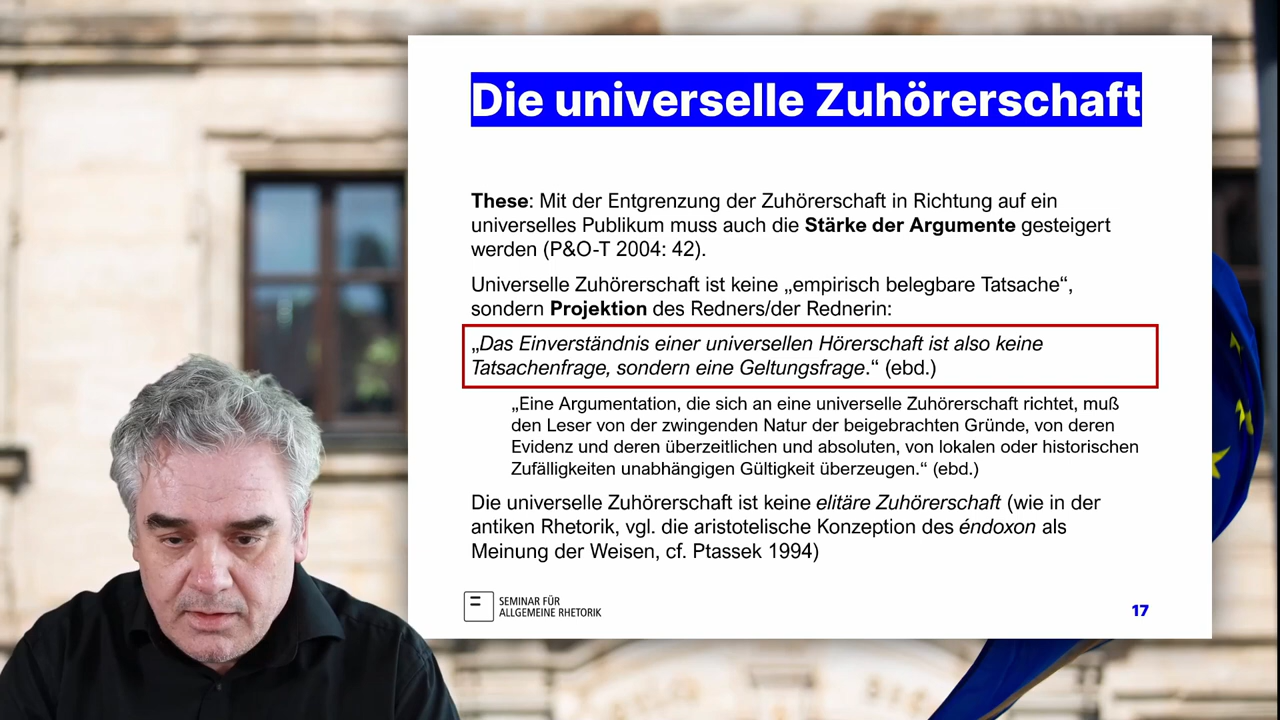 Die universelle Zuhörerschaft
These: Mit der Entgrenzung der Zuhörerschaft in Richtung auf ein
universelles Publikum muss auch die Stärke der Argumente gesteigert
werden (P&O-T 2004: 42).
Universelle Zuhörerschaft ist keine „empirisch belegbare Tatsache“,
sondern Projektion des Redners/der Rednerin:
„Das Einverständnis einer universellen Hörerschaft ist also keine
Tatsachenfrage, sondern eine Geltungsfrage.“ (ebd.)
„Eine Argumentation, die sich an eine universelle Zuhörerschaft richtet, muß
den Leser von der zwingenden Natur der beigebrachten Gründe, von deren
Evidenz und deren überzeitlichen und absoluten, von lokalen oder historischen
Zufälligkeiten unabhängigen Gültigkeit überzeugen.“ (ebd.)
Die universelle Zuhörerschaft ist keine elitäre Zuhörerschaft (wie in der
antiken Rhetorik, vgl. die aristotelische Konzeption des éndoxon als
Meinung der Weisen, cf. Ptassek 1994)
SEMINAR FÜR
ALLGEMEINE RHETORIK
17